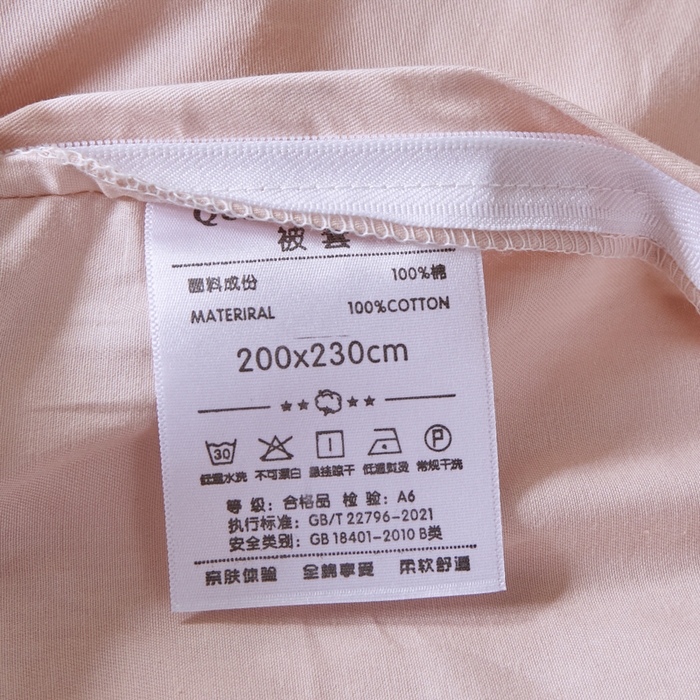 被套
面料成份 100%棉
MATERIRAL 100%COTTON
200x230cm
30 P
低温水洗 不可漂白 悬挂晾干 低温熨烫 常规干洗
等 级：合格品 检 验：A6
执行标准：GB/T 22796-2021
安全类别：GB 18401-2010 B类
亲肤体验 全棉享受 柔软舒适